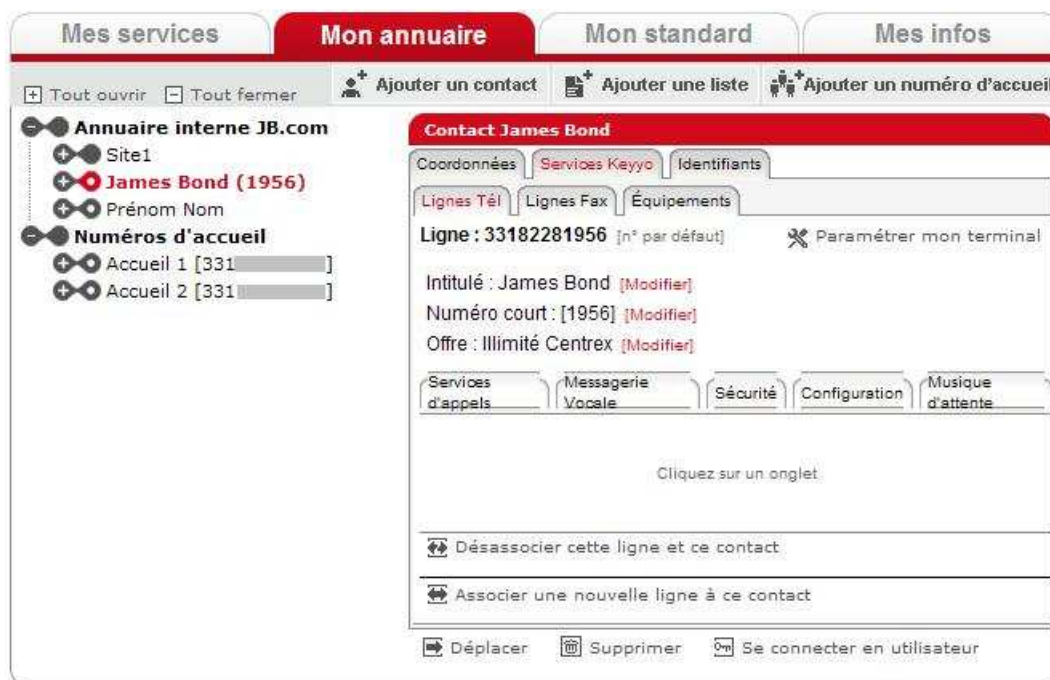 Mes services Mon annuaire Mon standard Mes infos
Tout ouvrir Tout fermer Ajouter un contact Ajouter une liste Ajouter un numéro d'accueil
Annuaire interne JB.com
Site1
James Bond (1956)
Prénom Nom
Numéros d'accueil
Accueil 1 [331 ]
Accueil 2 [331 ]
Contact James Bond
Coordonnées Services Keyyo Identifiants
Lignes Tél Lignes Fax Équipements
Ligne : 33182281956 [n° par défaut] Paramétrer mon terminal
Intitulé : James Bond [Modifier]
Numéro court : [1956] [Modifier]
Offre : Illimité Centrex [Modifier]
Services d'appels Messagerie Vocale Sécurité Configuration Musique d'attente
Cliquez sur un onglet
Désassocier cette ligne et ce contact
Associer une nouvelle ligne à ce contact
Déplacer Supprimer Se connecter en utilisateur